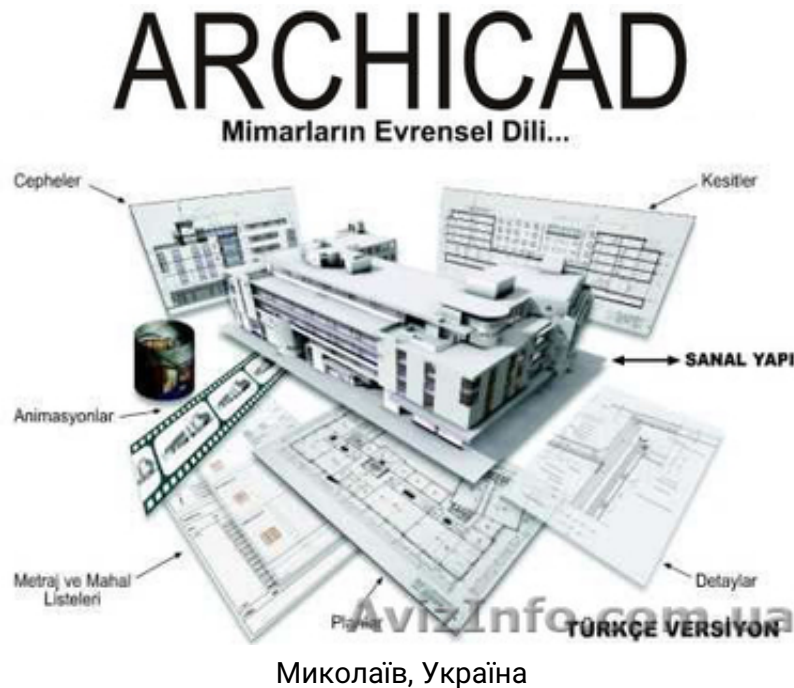 ARCHICAD
Mimarların Evrensel Dili...
Cepheler
Kesitler
SANAL YAPI
Animasyonlar
Metraj ve Mahal
Listeleri
Detaylar
Planlar
AvizInfo.com.ua
TÜRKÇE VERSİYON
Миколаїв, Україна